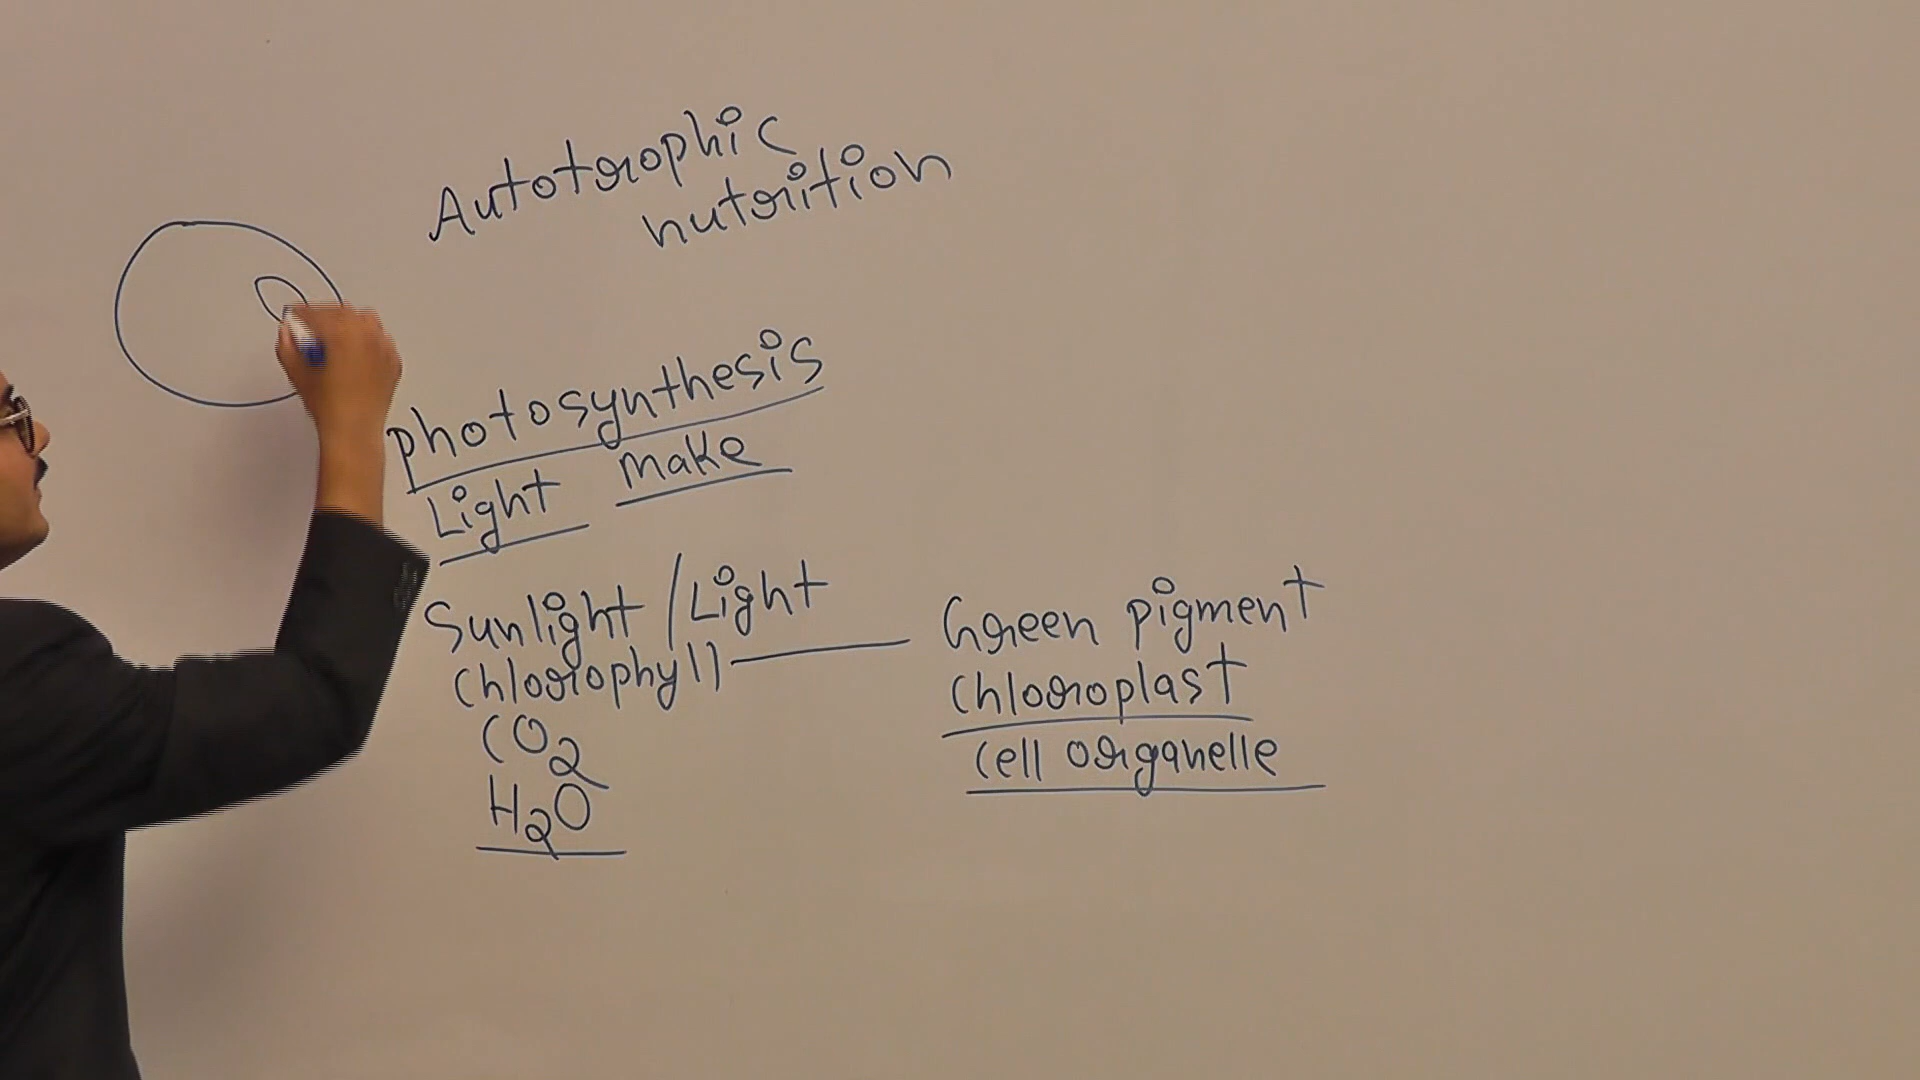 Autotrophic
nutrition
photosynthesis
Light make
Sunlight / Light
chlorophyll — Green pigment
chloroplast
CO2
cell organelle
H2O